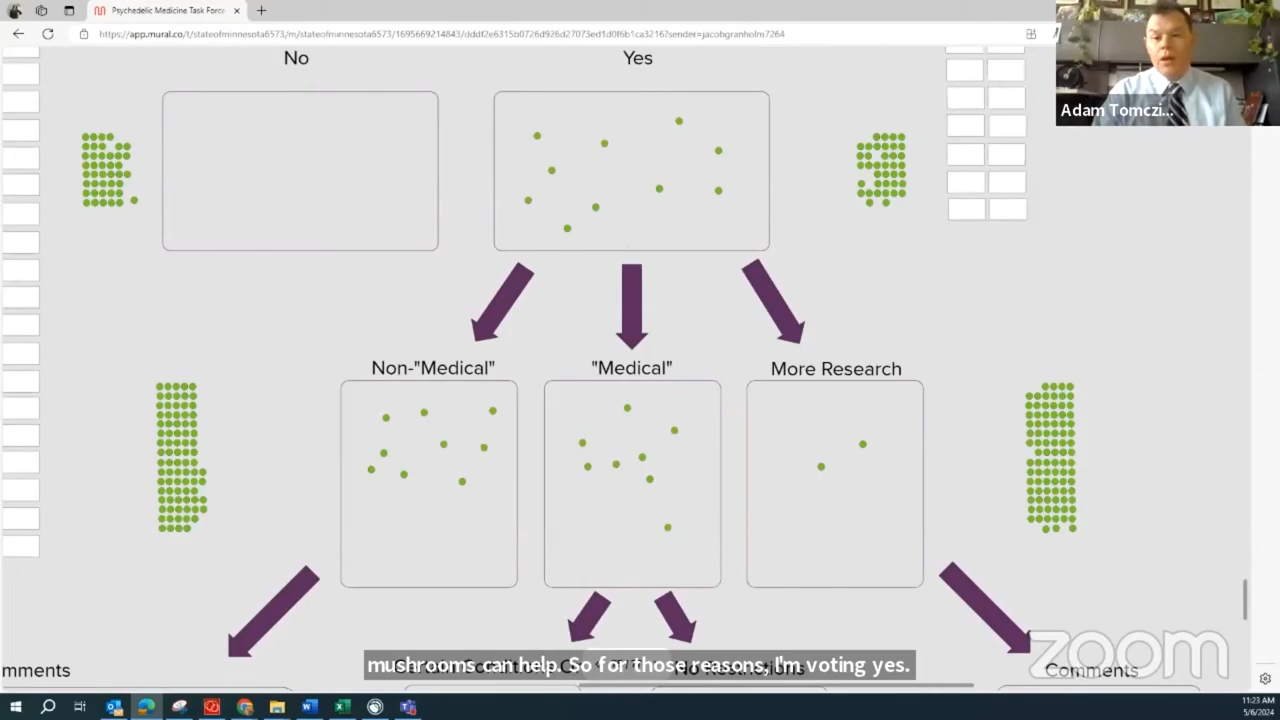 Psychedelic Medicine Task Force
https://app.mural.co/t/stateofminnesota6573/m/stateofminnesota6573/1695669214843/dddf2e6315b0726d926d27073ed1d0f6b1ca3216?sender=jacobgranholm7264
No
Yes
Adam Tomczi...
Non-"Medical"
"Medical"
More Research
mments
No Restrictions
Comments
mushrooms can help. So for those reasons, I'm voting yes.
zoom
11:23 AM
5/6/2024